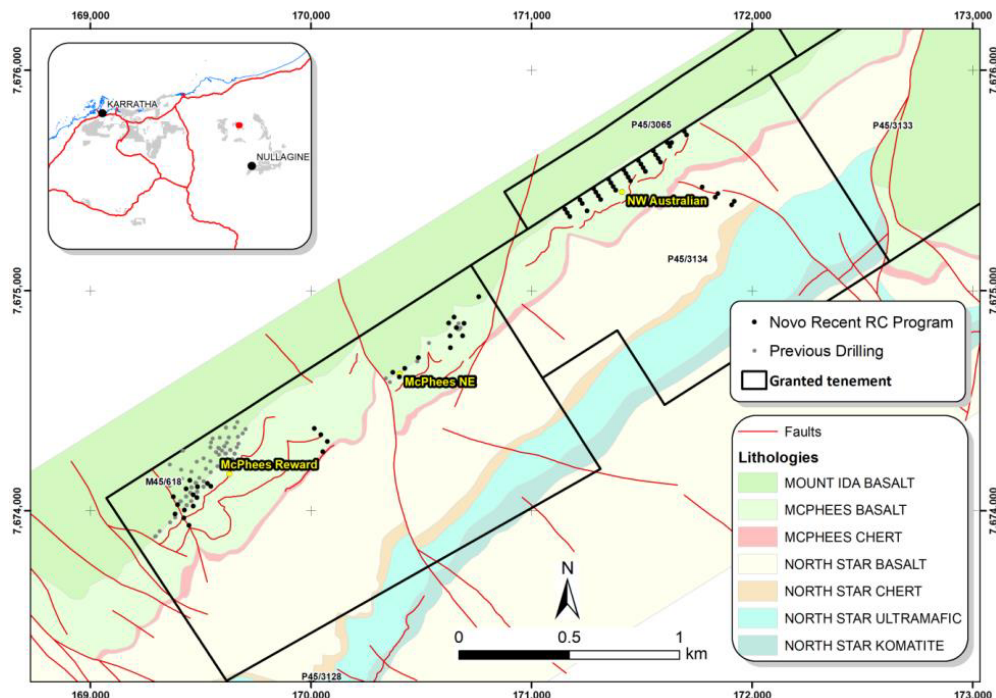 169,000 170,000 171,000 172,000 173,000
7,676,000
7,676,000
KARRATHA
NULLAGINE
P45/3065
P45/3133
NW Australian
P45/3134
7,675,000
7,675,000
McPhees NE
McPhees Reward
M45/618
7,674,000
7,674,000
P45/3128
Novo Recent RC Program
Previous Drilling
Granted tenement
Faults
Lithologies
MOUNT IDA BASALT
MCPHEES BASALT
MCPHEES CHERT
NORTH STAR BASALT
NORTH STAR CHERT
NORTH STAR ULTRAMAFIC
NORTH STAR KOMATITE
N
0 0.5 1
km
169,000 170,000 171,000 172,000 173,000